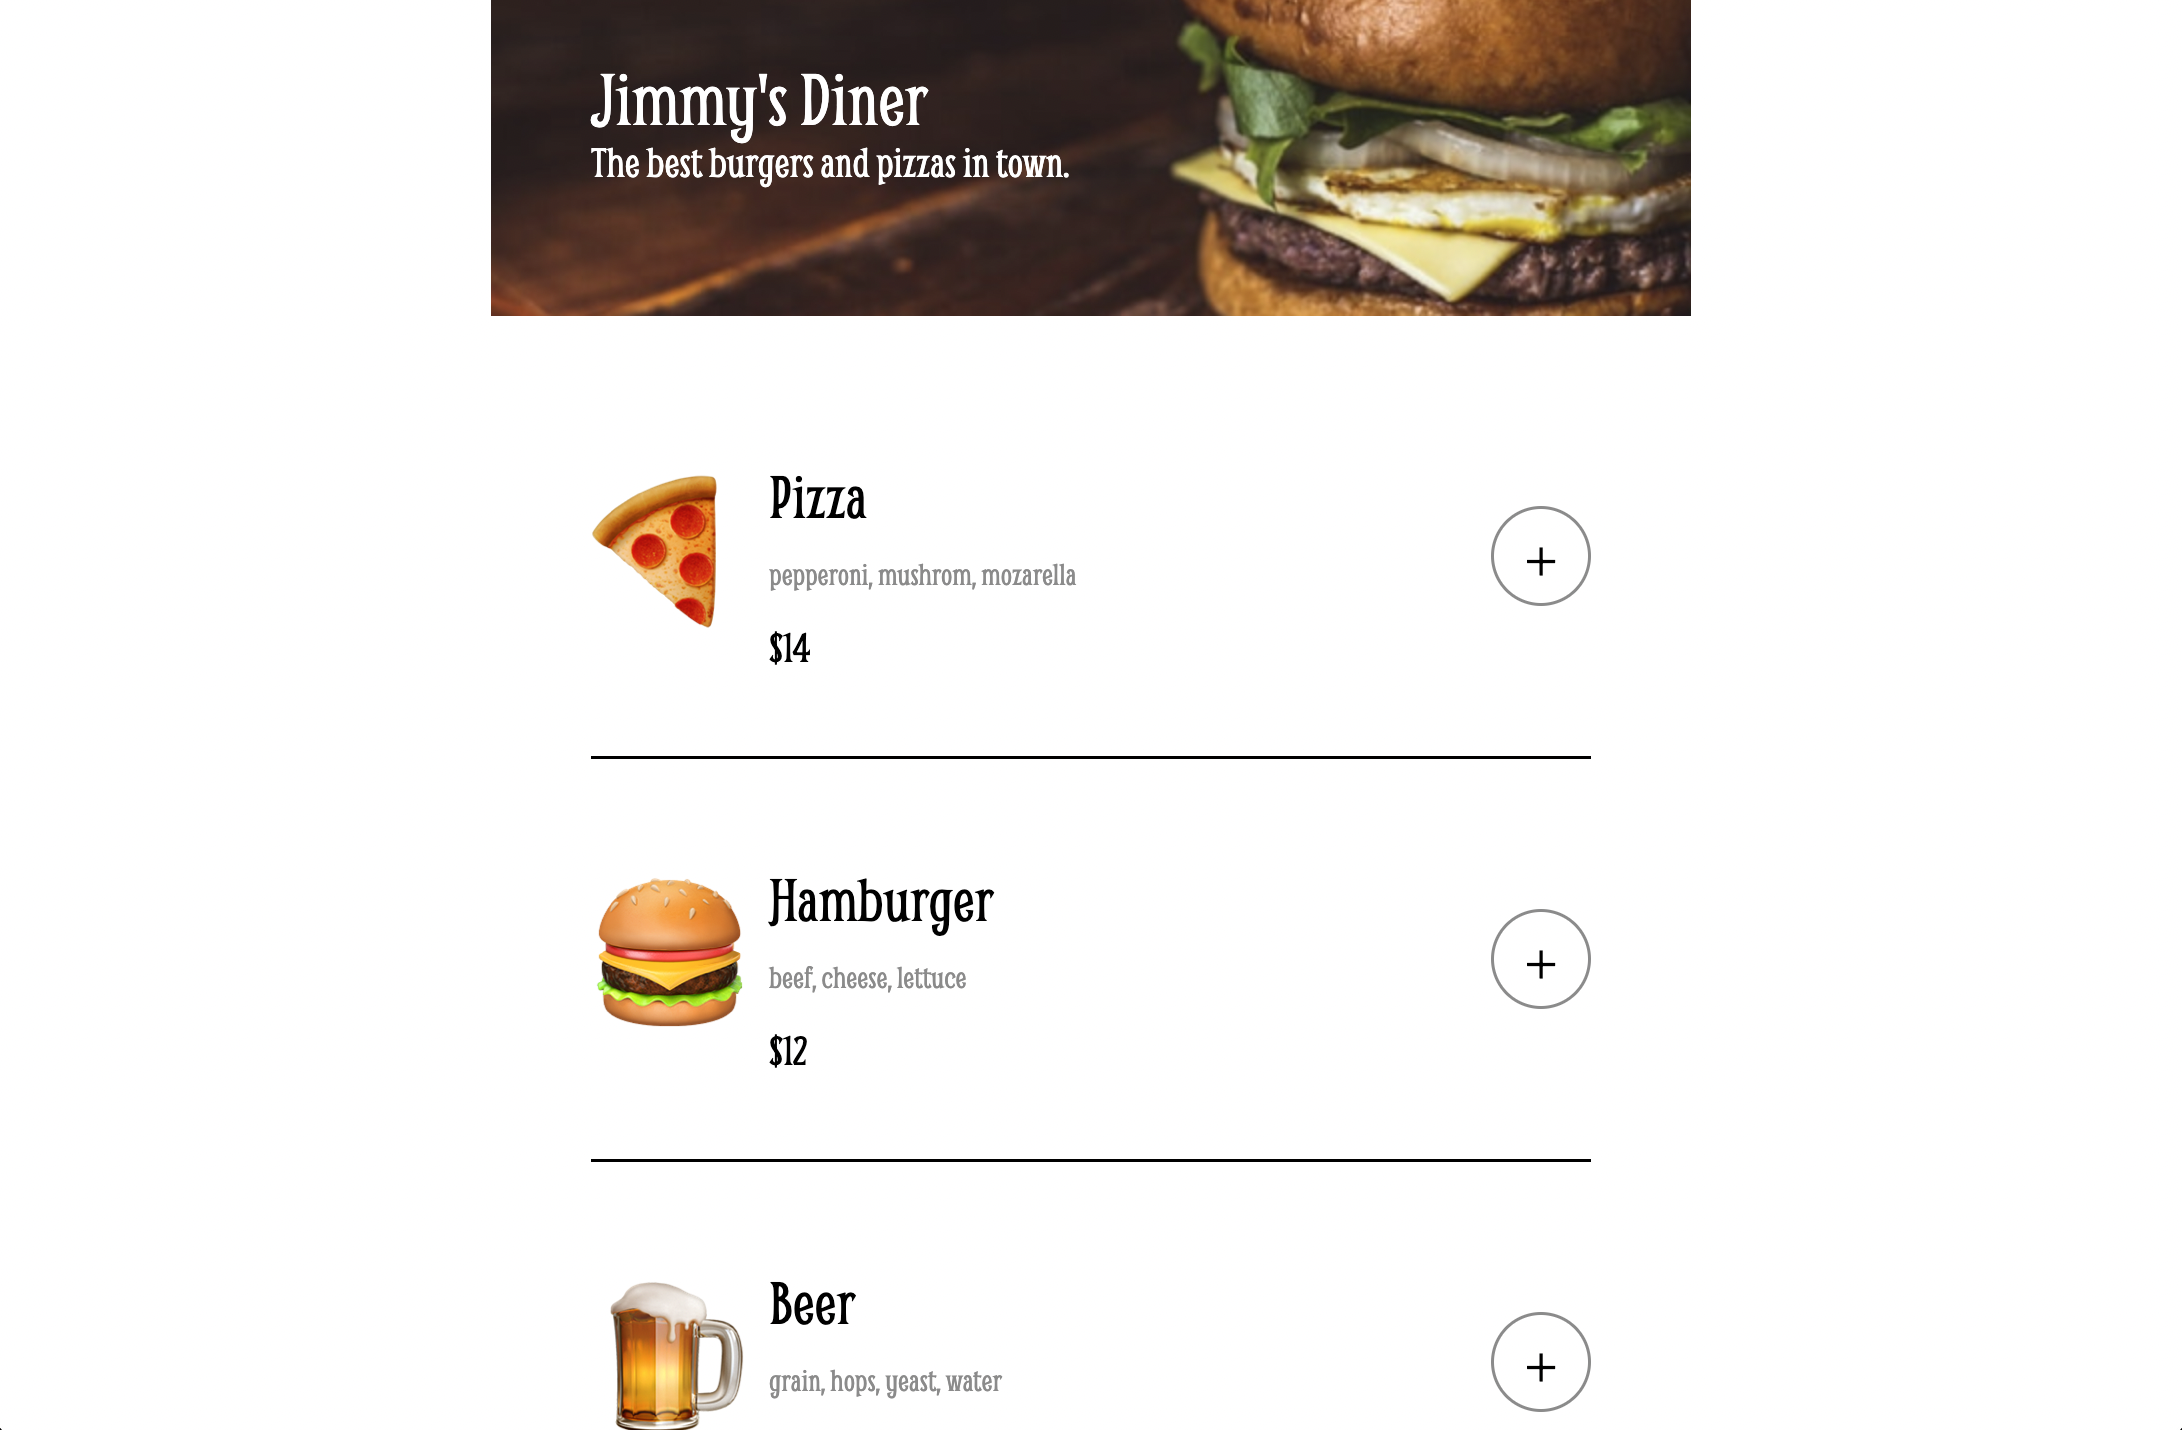 Jimmy's Diner
The best burgers and pizzas in town.
Pizza
pepperoni, mushrom, mozarella
$14
+
Hamburger
beef, cheese, lettuce
$12
+
Beer
grain, hops, yeast, water
+